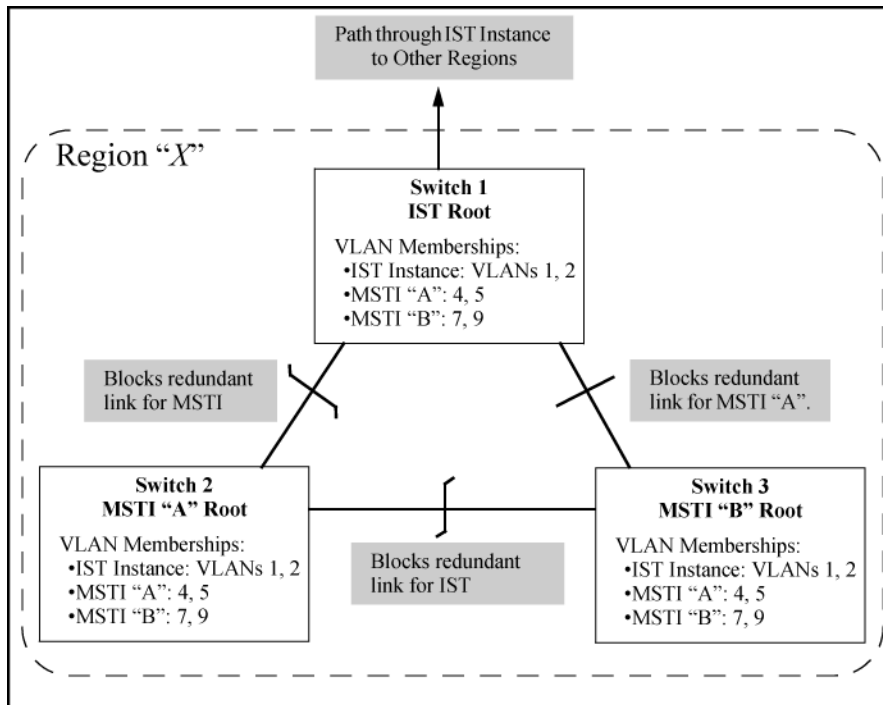 Path through IST Instance
to Other Regions
Region “X”
Switch 1
IST Root
VLAN Memberships:
•IST Instance: VLANs 1, 2
•MSTI “A”: 4, 5
•MSTI “B”: 7, 9
Blocks redundant
link for MSTI
Blocks redundant
link for MSTI “A”.
Switch 2
MSTI “A” Root
VLAN Memberships:
•IST Instance: VLANs 1, 2
•MSTI “A”: 4, 5
•MSTI “B”: 7, 9
Blocks redundant
link for IST
Switch 3
MSTI “B” Root
VLAN Memberships:
•IST Instance: VLANs 1, 2
•MSTI “A”: 4, 5
•MSTI “B”: 7, 9